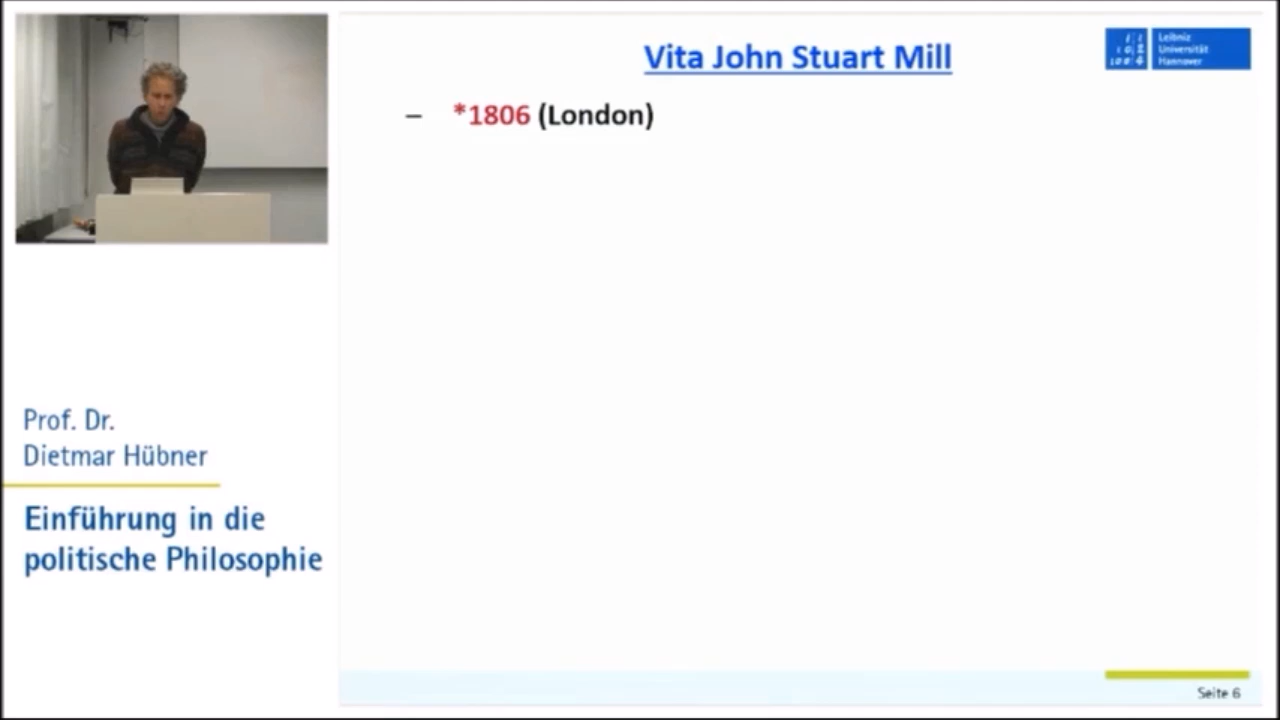 Vita John Stuart Mill
Leibniz
Universität
Hannover
– *1806 (London)
Prof. Dr.
Dietmar Hübner
Einführung in die
politische Philosophie
Seite 6